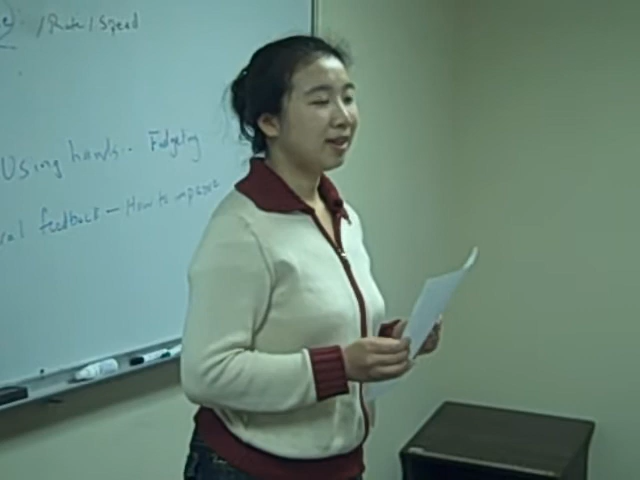 /Rate/Speed
Using hands - Fidgeting
feedback - How to improve